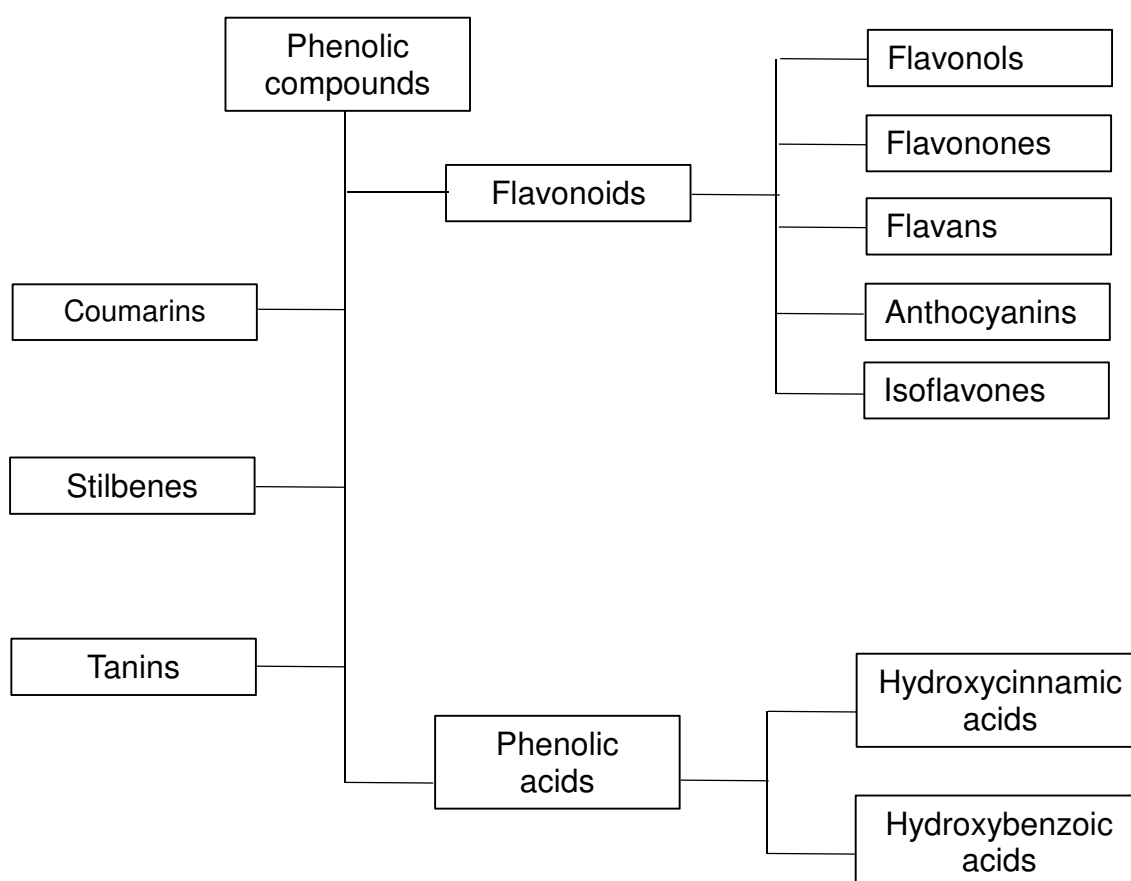 Phenolic
compounds
Flavonoids
Flavonols
Flavonones
Flavans
Anthocyanins
Isoflavones
Coumarins
Stilbenes
Tanins
Phenolic
acids
Hydroxycinnamic
acids
Hydroxybenzoic
acids